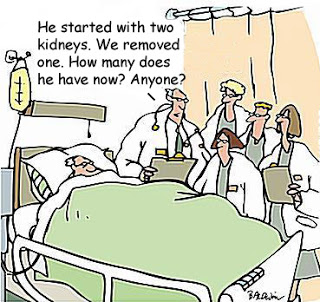 He started with two
kidneys. We removed
one. How many does
he have now? Anyone?